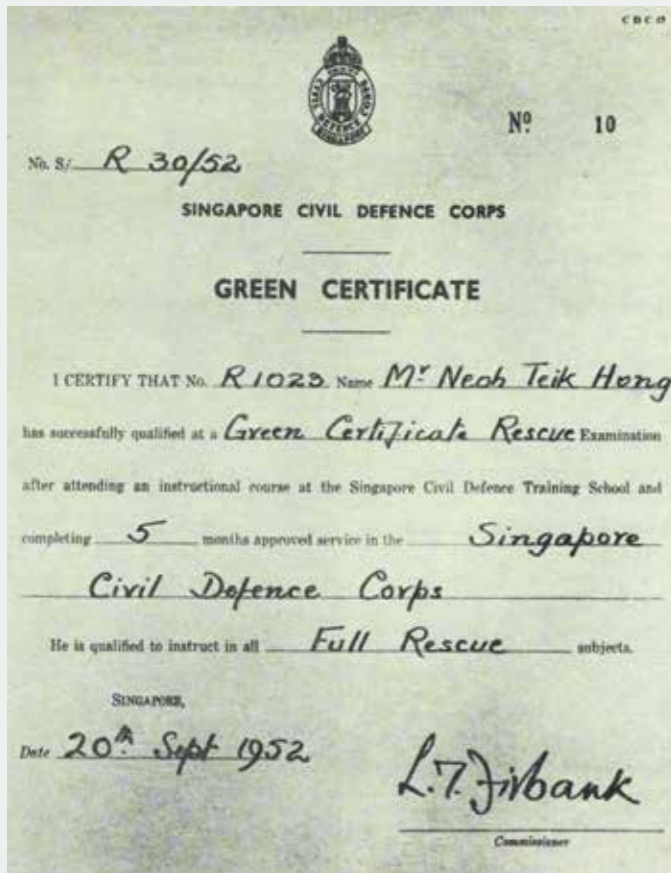 CDCO
Nº 10
No. S/ R 30/52
SINGAPORE CIVIL DEFENCE CORPS
GREEN CERTIFICATE
I CERTIFY THAT No. R 1023 Name Mr Neoh Teik Hong
has successfully qualified at a Green Certificate Rescue Examination
after attending an instructional course at the Singapore Civil Defence Training School and
completing 5 months approved service in the Singapore
Civil Defence Corps
He is qualified to instruct in all Full Rescue subjects.
SINGAPORE,
Date 20th Sept 1952
L.T. Firbank
Commissioner